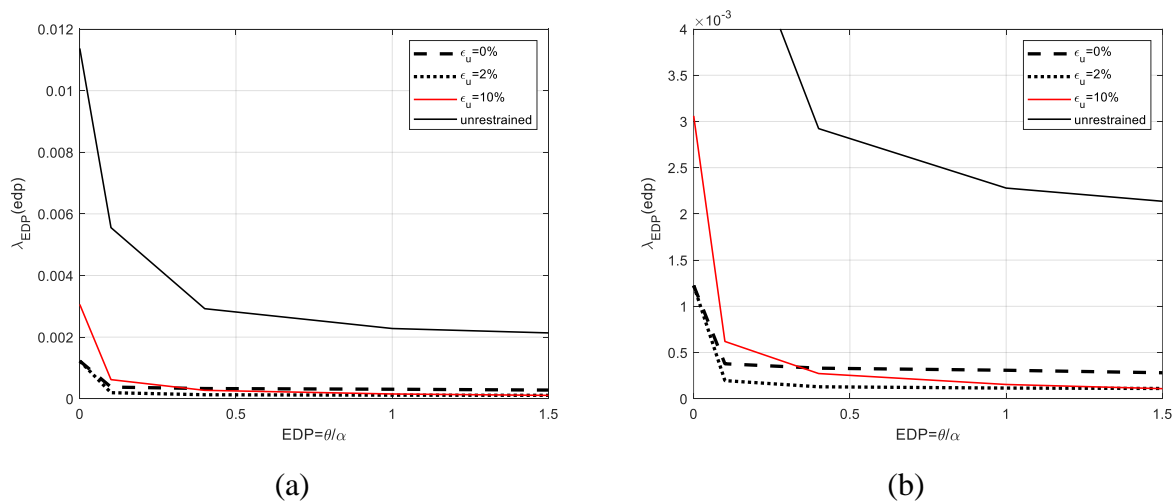 0.012
0.01
0.008
0.006
0.004
0.002
0
λ_EDP(edp)
0
0.5
1
1.5
EDP=θ/α
ϵ_u=0%
ϵ_u=2%
ϵ_u=10%
unrestrained
(a)
×10⁻³
4
3.5
3
2.5
2
1.5
1
0.5
0
λ_EDP(edp)
0
0.5
1
1.5
EDP=θ/α
ϵ_u=0%
ϵ_u=2%
ϵ_u=10%
unrestrained
(b)